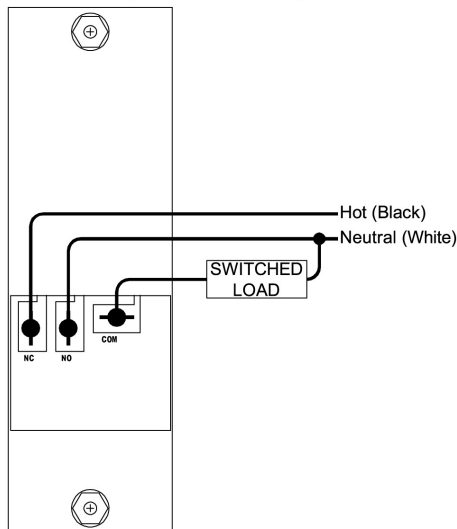 Hot (Black)
Neutral (White)
SWITCHED
LOAD
COM
NC
NO